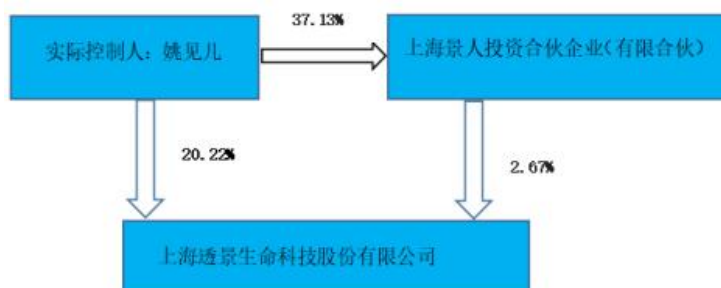 37.13%
实际控制人：姚见儿
上海景人投资合伙企业（有限合伙）
20.22%
2.67%
上海透景生命科技股份有限公司